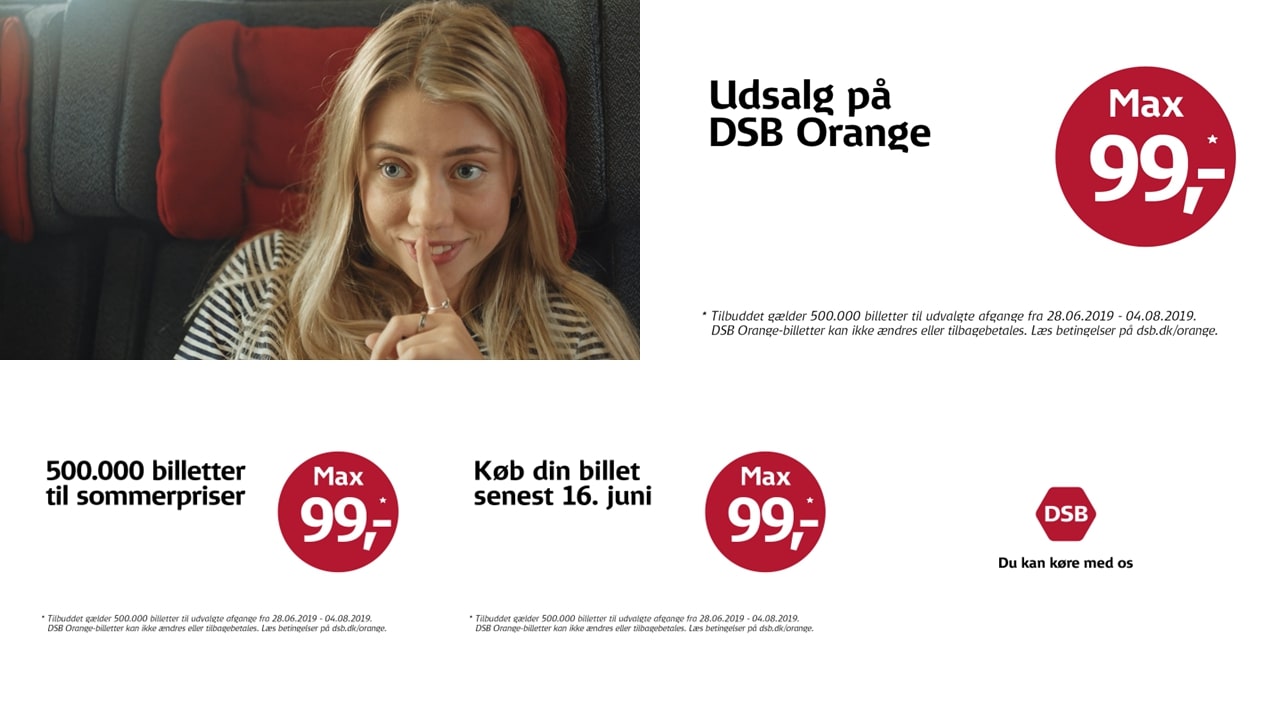 Udsalg på
DSB Orange
Max
99,-*
* Tilbuddet gælder 500.000 billetter til udvalgte afgange fra 28.06.2019 - 04.08.2019.
DSB Orange-billetter kan ikke ændres eller tilbagebetales. Læs betingelser på dsb.dk/orange.
500.000 billetter
til sommerpriser
Max
99,-*
* Tilbuddet gælder 500.000 billetter til udvalgte afgange fra 28.06.2019 - 04.08.2019.
DSB Orange-billetter kan ikke ændres eller tilbagebetales. Læs betingelser på dsb.dk/orange.
Køb din billet
senest 16. juni
Max
99,-*
* Tilbuddet gælder 500.000 billetter til udvalgte afgange fra 28.06.2019 - 04.08.2019.
DSB Orange-billetter kan ikke ændres eller tilbagebetales. Læs betingelser på dsb.dk/orange.
DSB
Du kan køre med os